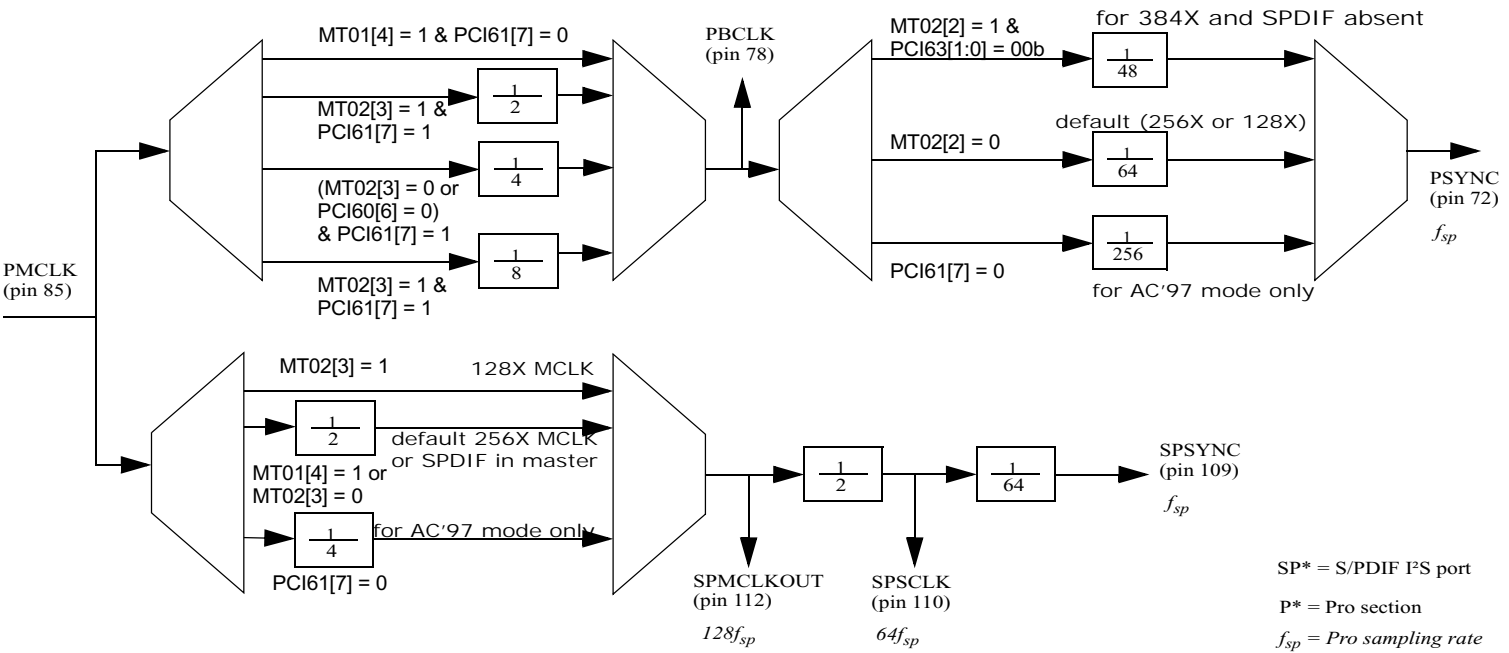 MT01[4] = 1 & PCI61[7] = 0
1
2
MT02[3] = 1 &
PCI61[7] = 1
1
4
(MT02[3] = 0 or
PCI60[6] = 0)
& PCI61[7] = 1
1
8
MT02[3] = 1 &
PCI61[7] = 1
PMCLK
(pin 85)
PBCLK
(pin 78)
MT02[2] = 1 &
PCI63[1:0] = 00b
for 384X and SPDIF absent
1
48
default (256X or 128X)
MT02[2] = 0
1
64
PCI61[7] = 0
1
256
for AC'97 mode only
PSYNC
(pin 72)
fsp
MT02[3] = 1
128X MCLK
1
2
default 256X MCLK
or SPDIF in master
MT01[4] = 1 or
MT02[3] = 0
1
4
for AC'97 mode only
PCI61[7] = 0
SPMCLKOUT
(pin 112)
128fsp
1
2
SPSCLK
(pin 110)
64fsp
1
64
SPSYNC
(pin 109)
fsp
SP* = S/PDIF I²S port
P* = Pro section
fsp = Pro sampling rate